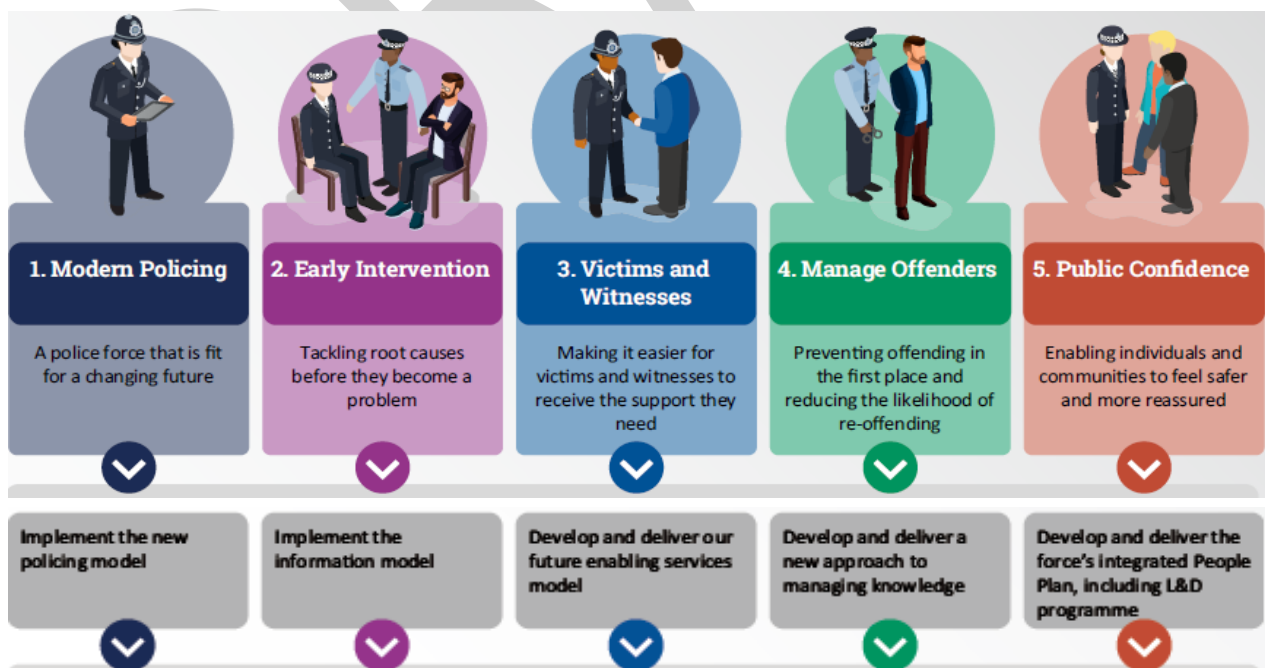 1. Modern Policing
A police force that is fit
for a changing future
2. Early Intervention
Tackling root causes
before they become a
problem
3. Victims and
Witnesses
Making it easier for
victims and witnesses to
receive the support they
need
4. Manage Offenders
Preventing offending in
the first place and
reducing the likelihood of
re-offending
5. Public Confidence
Enabling individuals and
communities to feel safer
and more reassured
Implement the new
policing model
Implement the
information model
Develop and deliver our
future enabling services
model
Develop and deliver a
new approach to
managing knowledge
Develop and deliver the
force's integrated People
Plan, including L&D
programme